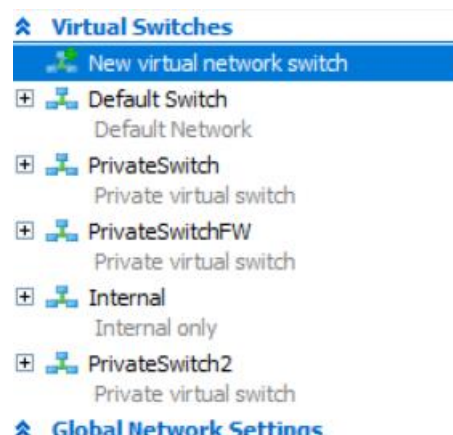 Virtual Switches
New virtual network switch
Default Switch
Default Network
PrivateSwitch
Private virtual switch
PrivateSwitchFW
Private virtual switch
Internal
Internal only
PrivateSwitch2
Private virtual switch
Global Network Settings